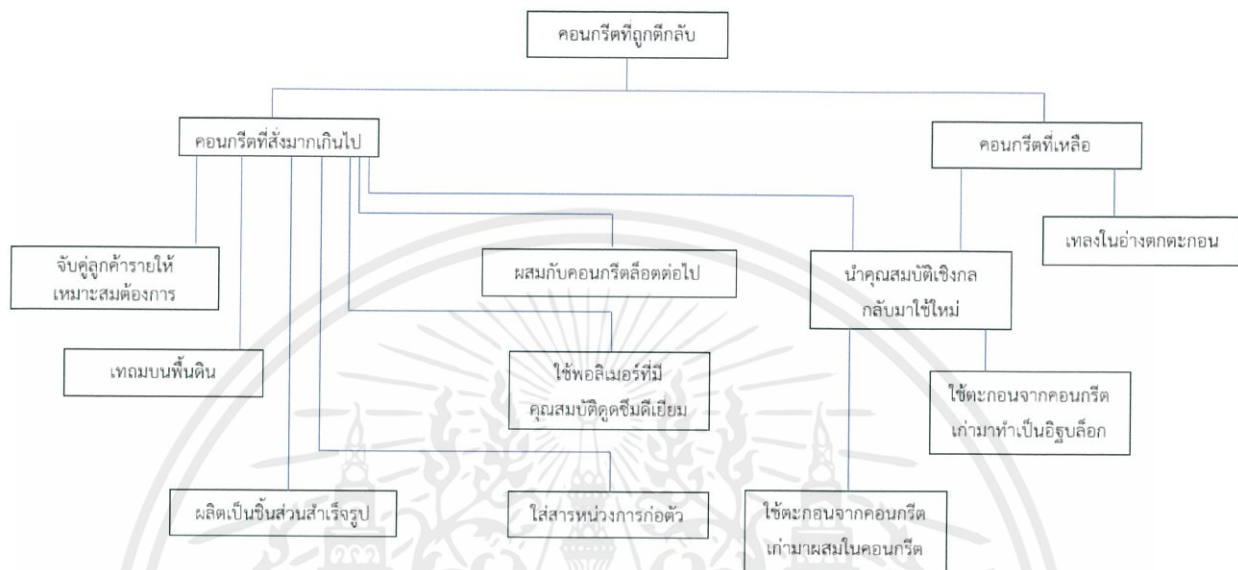 คอนกรีตที่ถูกตีกลับ
คอนกรีตที่สั่งมากเกินไป
คอนกรีตที่เหลือ
เทลงในอ่างตกตะกอน
จับคู่ลูกค้ารายให้
เหมาะสมต้องการ
ผสมกับคอนกรีตล็อตต่อไป
นำคุณสมบัติเชิงกล
กลับมาใช้ใหม่
เทถมบนพื้นดิน
ใช้พอลิเมอร์ที่มี
คุณสมบัติดูดซึมดีเยี่ยม
ใช้ตะกอนจากคอนกรีต
เก่ามาทำเป็นอิฐบล็อก
ผลิตเป็นชิ้นส่วนสำเร็จรูป
ใส่สารหน่วงการก่อตัว
ใช้ตะกอนจากคอนกรีต
เก่ามาผสมในคอนกรีต